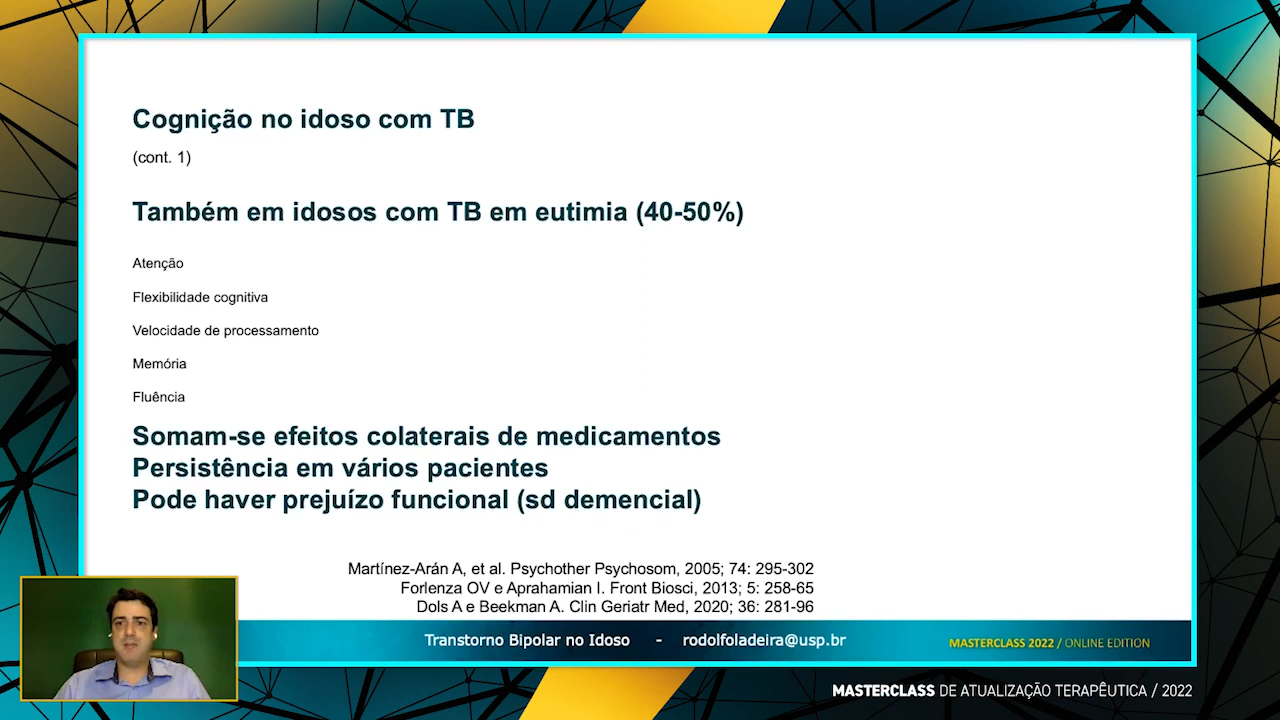 Cognição no idoso com TB
(cont. 1)
Também em idosos com TB em eutimia (40-50%)
Atenção
Flexibilidade cognitiva
Velocidade de processamento
Memória
Fluência
Somam-se efeitos colaterais de medicamentos
Persistência em vários pacientes
Pode haver prejuízo funcional (sd demencial)
Martínez-Arán A, et al. Psychother Psychosom, 2005; 74: 295-302
Forlenza OV e Aprahamian I. Front Biosci, 2013; 5: 258-65
Dols A e Beekman A. Clin Geriatr Med, 2020; 36: 281-96
Transtorno Bipolar no Idoso - rodolfoladeira@usp.br
MASTERCLASS 2022 / ONLINE EDITION
MASTERCLASS DE ATUALIZAÇÃO TERAPÊUTICA / 2022